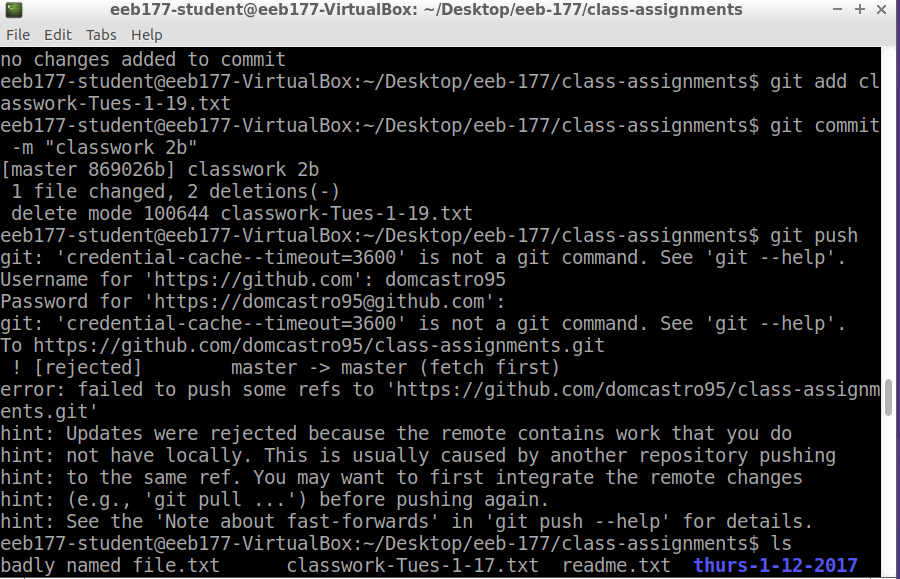 eeb177-student@eeb177-VirtualBox: ~/Desktop/eeb-177/class-assignments
File Edit Tabs Help
no changes added to commit
eeb177-student@eeb177-VirtualBox:~/Desktop/eeb-177/class-assignments$ git add cl
asswork-Tues-1-19.txt
eeb177-student@eeb177-VirtualBox:~/Desktop/eeb-177/class-assignments$ git commit
 -m "classwork 2b"
[master 869026b] classwork 2b
 1 file changed, 2 deletions(-)
 delete mode 100644 classwork-Tues-1-19.txt
eeb177-student@eeb177-VirtualBox:~/Desktop/eeb-177/class-assignments$ git push
git: 'credential-cache--timeout=3600' is not a git command. See 'git --help'.
Username for 'https://github.com': domcastro95
Password for 'https://domcastro95@github.com':
git: 'credential-cache--timeout=3600' is not a git command. See 'git --help'.
To https://github.com/domcastro95/class-assignments.git
 ! [rejected]        master -> master (fetch first)
error: failed to push some refs to 'https://github.com/domcastro95/class-assignm
ents.git'
hint: Updates were rejected because the remote contains work that you do
hint: not have locally. This is usually caused by another repository pushing
hint: to the same ref. You may want to first integrate the remote changes
hint: (e.g., 'git pull ...') before pushing again.
hint: See the 'Note about fast-forwards' in 'git push --help' for details.
eeb177-student@eeb177-VirtualBox:~/Desktop/eeb-177/class-assignments$ ls
badly named file.txt      classwork-Tues-1-17.txt  readme.txt  thurs-1-12-2017